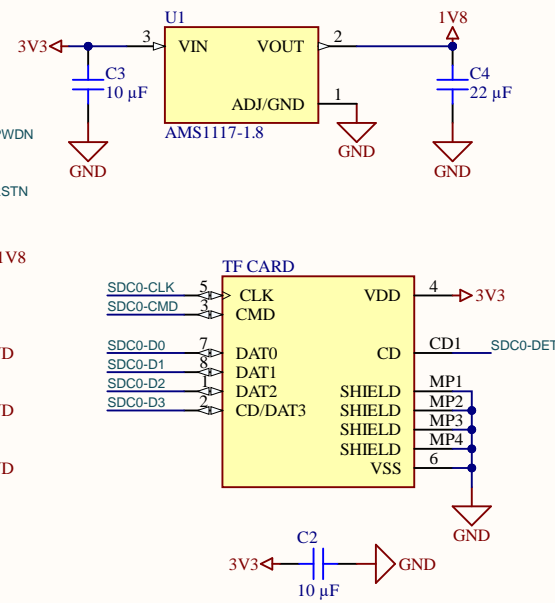 U1
1V8
3V3
3
VIN
VOUT
2
C3
10 µF
C4
22 µF
ADJ/GND
1
AMS1117-1.8
GND
GND
GND
PWDN
STN
1V8
TF CARD
SDC0-CLK
5
CLK
VDD
4
3V3
SDC0-CMD
3
CMD
SDC0-D0
7
DAT0
CD
CD1
SDC0-DET
SDC0-D1
8
DAT1
SDC0-D2
1
DAT2
SHIELD
MP1
SDC0-D3
2
CD/DAT3
SHIELD
MP2
SHIELD
MP3
SHIELD
MP4
VSS
6
D
D
D
GND
C2
3V3
GND
10 µF